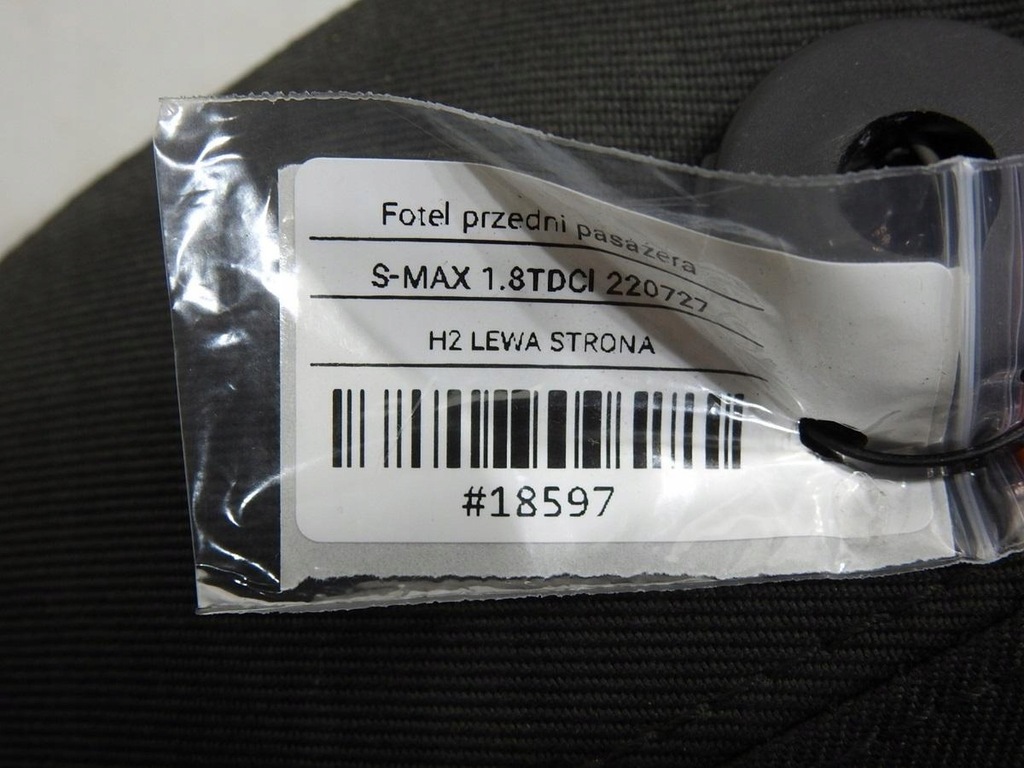 Fotel przedni pasażera
S-MAX 1.8TDCI 220727
H2 LEWA STRONA
#18597